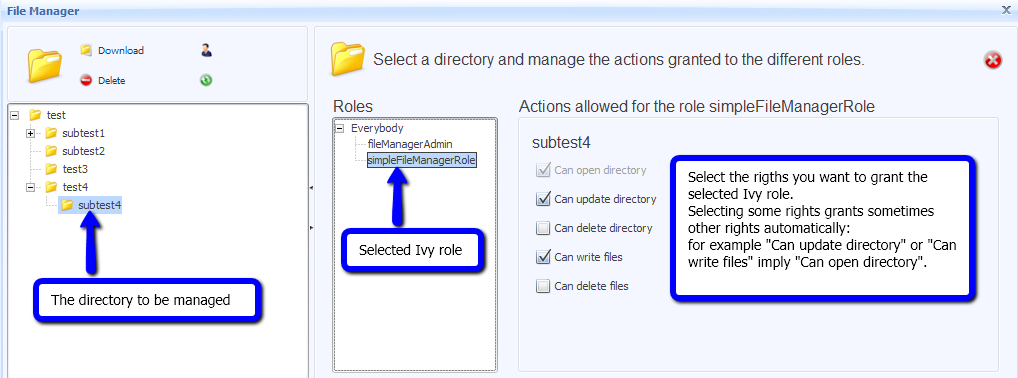 File Manager
Download
Delete
test
subtest1
subtest2
test3
test4
subtest4
The directory to be managed
Select a directory and manage the actions granted to the different roles.
Roles
Everybody
fileManagerAdmin
simpleFileManagerRole
Selected Ivy role
Actions allowed for the role simpleFileManagerRole
subtest4
Can open directory
Can update directory
Can delete directory
Can write files
Can delete files
Select the rigths you want to grant the
selected Ivy role.
Selecting some rights grants sometimes
other rights automatically:
for example "Can update directory" or "Can
write files" imply "Can open directory".